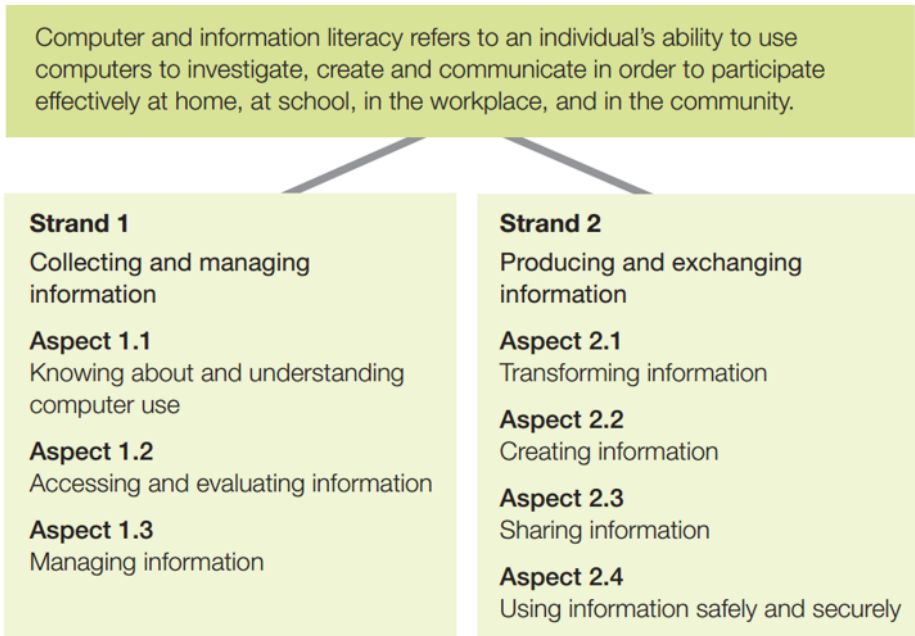 Computer and information literacy refers to an individual’s ability to use
computers to investigate, create and communicate in order to participate
effectively at home, at school, in the workplace, and in the community.
Strand 1
Collecting and managing
information
Aspect 1.1
Knowing about and understanding
computer use
Aspect 1.2
Accessing and evaluating information
Aspect 1.3
Managing information
Strand 2
Producing and exchanging
information
Aspect 2.1
Transforming information
Aspect 2.2
Creating information
Aspect 2.3
Sharing information
Aspect 2.4
Using information safely and securely